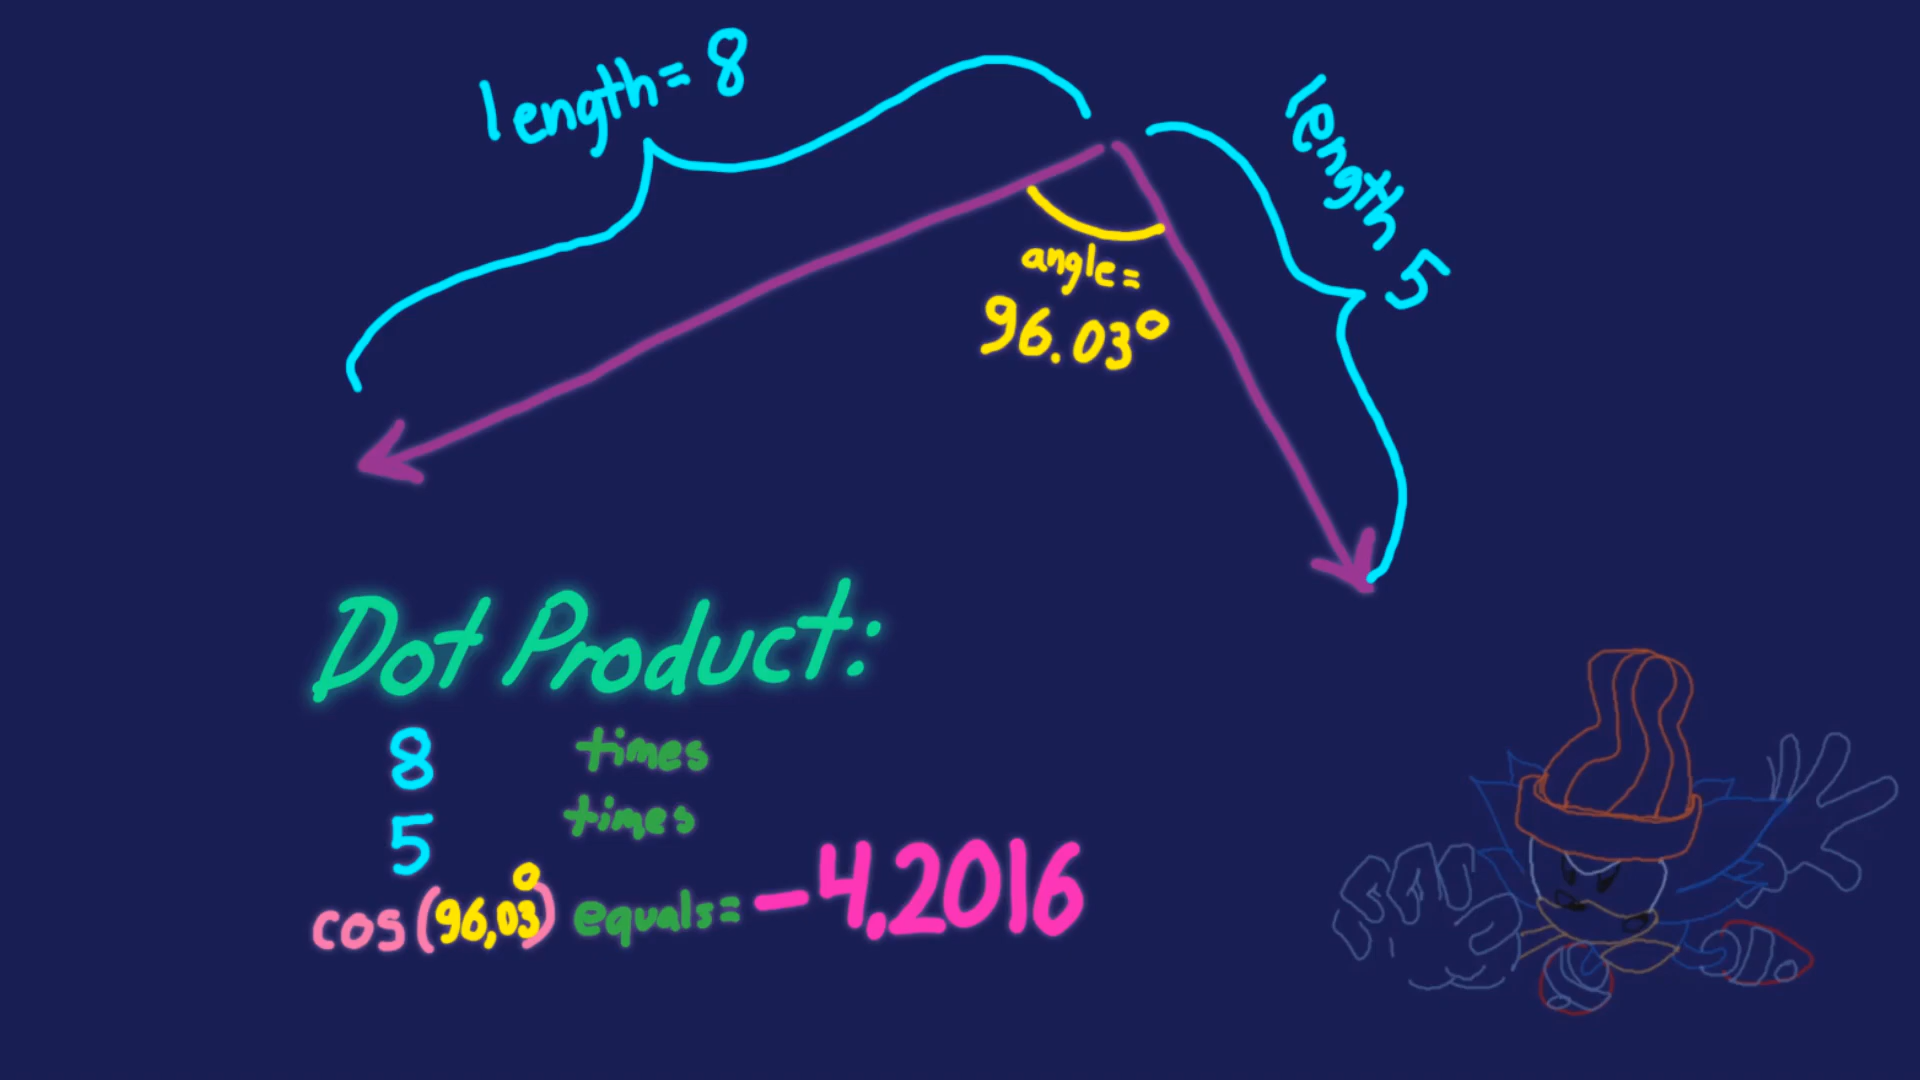 length= 8
length 5
angle=
96.03°
Dot Product:
8 times
5 times
cos(96,03°) equals= -4.2016